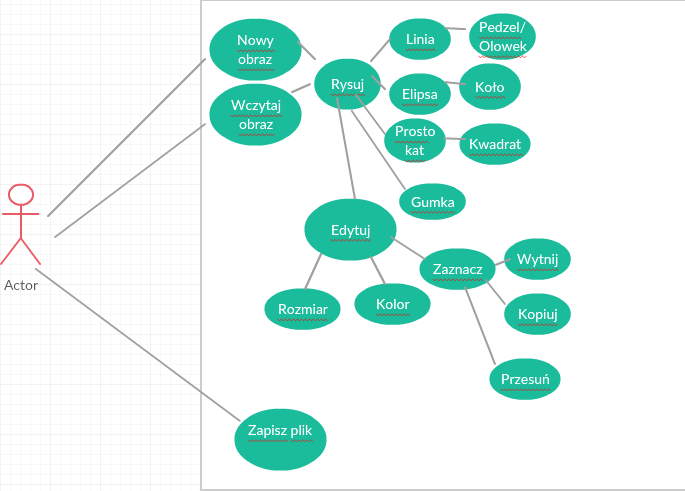 Nowy
obraz
Wczytaj
obraz
Rysuj
Linia
Pedzel/
Olowek
Elipsa
Koło
Prosto
kat
Kwadrat
Gumka
Edytuj
Zaznacz
Wytnij
Kopiuj
Przesuń
Rozmiar
Kolor
Actor
Zapisz plik